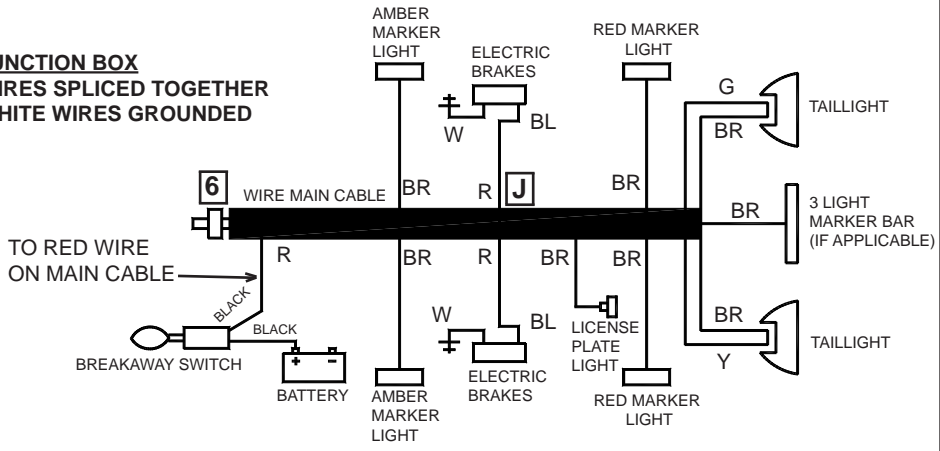 AMBER
MARKER
LIGHT
ELECTRIC
BRAKES
RED MARKER
LIGHT
UNCTION BOX
IRES SPLICED TOGETHER
HITE WIRES GROUNDED
G
TAILLIGHT
W
BL
BR
6
WIRE MAIN CABLE
BR
R
J
BR
BR
3 LIGHT
MARKER BAR
(IF APPLICABLE)
TO RED WIRE
ON MAIN CABLE
R
BR
R
BR
BR
BLACK
BLACK
W
BL
LICENSE
PLATE
LIGHT
BR
TAILLIGHT
Y
BREAKAWAY SWITCH
+ -
BATTERY
AMBER
MARKER
LIGHT
ELECTRIC
BRAKES
RED MARKER
LIGHT